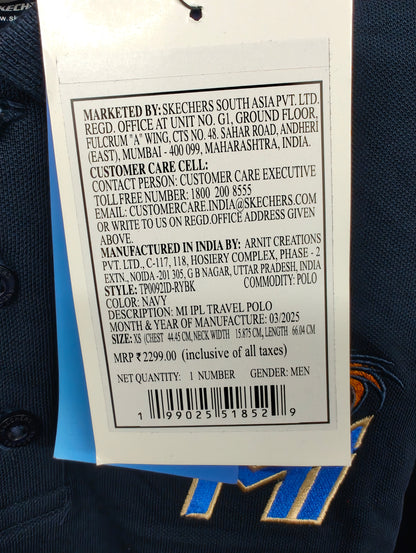 SKECH
www.sk
MARKETED BY: SKECHERS SOUTH ASIA PVT. LTD.
REGD. OFFICE AT UNIT NO. G1, GROUND FLOOR,
FULCRUM "A" WING, CTS NO. 48. SAHAR ROAD, ANDHERI
(EAST), MUMBAI - 400 099, MAHARASHTRA, INDIA.
CUSTOMER CARE CELL:
CONTACT PERSON: CUSTOMER CARE EXECUTIVE
TOLL FREE NUMBER: 1800 200 8555
EMAIL: CUSTOMERCARE.INDIA@SKECHERS.COM
OR WRITE TO US ON REGD.OFFICE ADDRESS GIVEN
ABOVE.
MANUFACTURED IN INDIA BY: ARNIT CREATIONS
PVT. LTD., C-117, 118, HOSIERY COMPLEX, PHASE - 2
EXTN., NOIDA -201 305, G B NAGAR, UTTAR PRADESH, INDIA
STYLE: TP0092ID-RYBK COMMODITY: POLO
COLOR: NAVY
DESCRIPTION: MI IPL TRAVEL POLO
MONTH & YEAR OF MANUFACTURE: 03/2025
SIZE: XS (CHEST 44.45 CM, NECK WIDTH 15.875 CM, LENGTH 66.04 CM
MRP ₹ 2299.00 (inclusive of all taxes)
NET QUANTITY: 1 NUMBER GENDER: MEN
1 99025 51852 9
MI